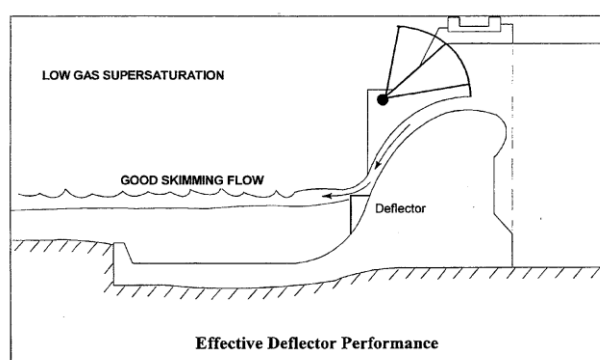 LOW GAS SUPERSATURATION
GOOD SKIMMING FLOW
Deflector
Effective Deflector Performance